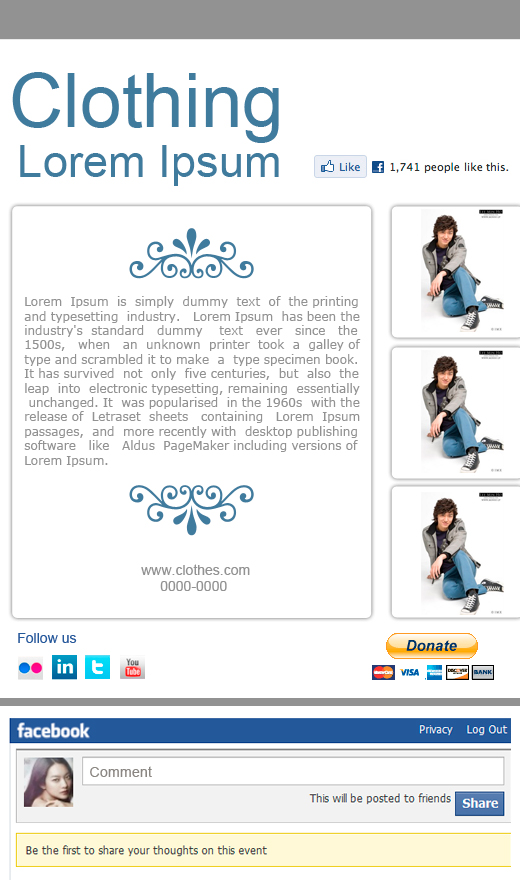 Clothing
Lorem Ipsum
Like
1,741 people like this.
Lorem Ipsum is simply dummy text of the printing
and typesetting industry. Lorem Ipsum has been the
industry's standard dummy text ever since the
1500s, when an unknown printer took a galley of
type and scrambled it to make a type specimen book.
It has survived not only five centuries, but also the
leap into electronic typesetting, remaining essentially
unchanged. It was popularised in the 1960s with the
release of Letraset sheets containing Lorem Ipsum
passages, and more recently with desktop publishing
software like Aldus PageMaker including versions of
Lorem Ipsum.
www.clothes.com
0000-0000
Follow us
in
t
You
Tube
Donate
VISA
DISCOVER
BANK
facebook
Privacy Log Out
Comment
This will be posted to friends
Share
Be the first to share your thoughts on this event